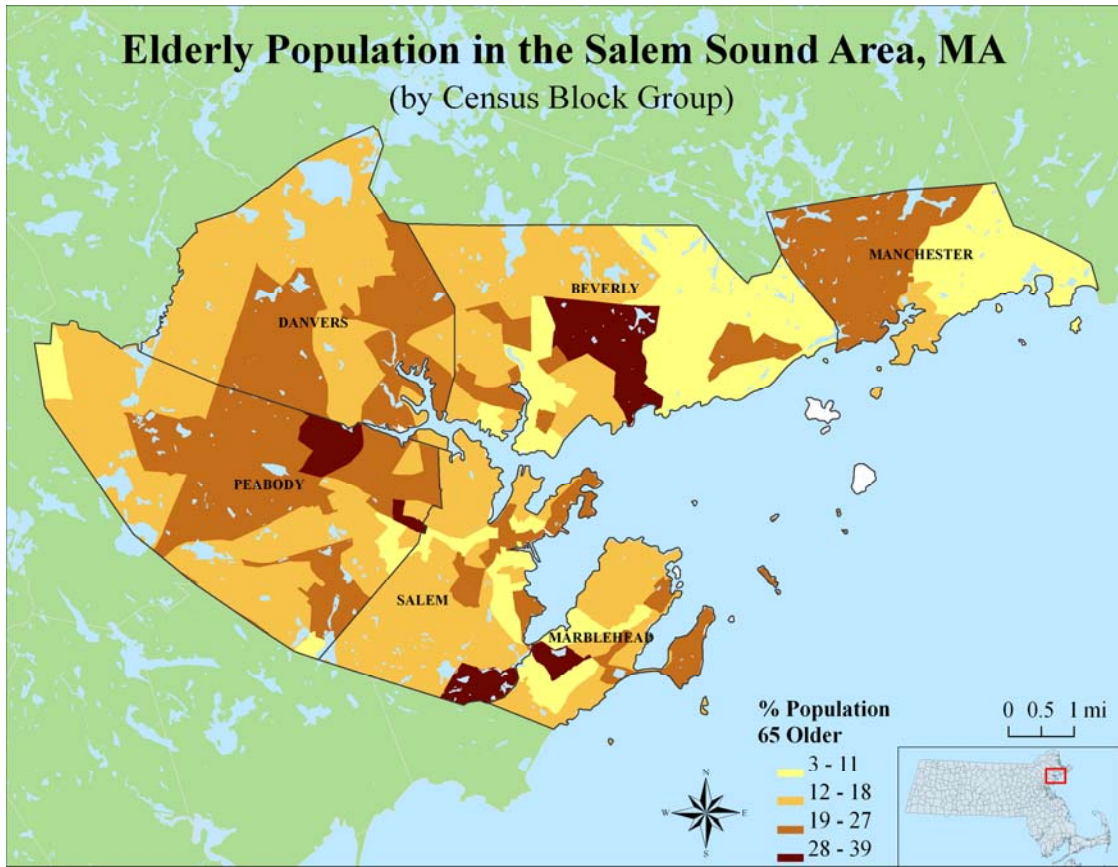 Elderly Population in the Salem Sound Area, MA
(by Census Block Group)
MANCHESTER
BEVERLY
DANVERS
PEABODY
SALEM
MARBLEHEAD
% Population
65 Older
3 - 11
12 - 18
19 - 27
28 - 39
0 0.5 1 mi
N
W E
S